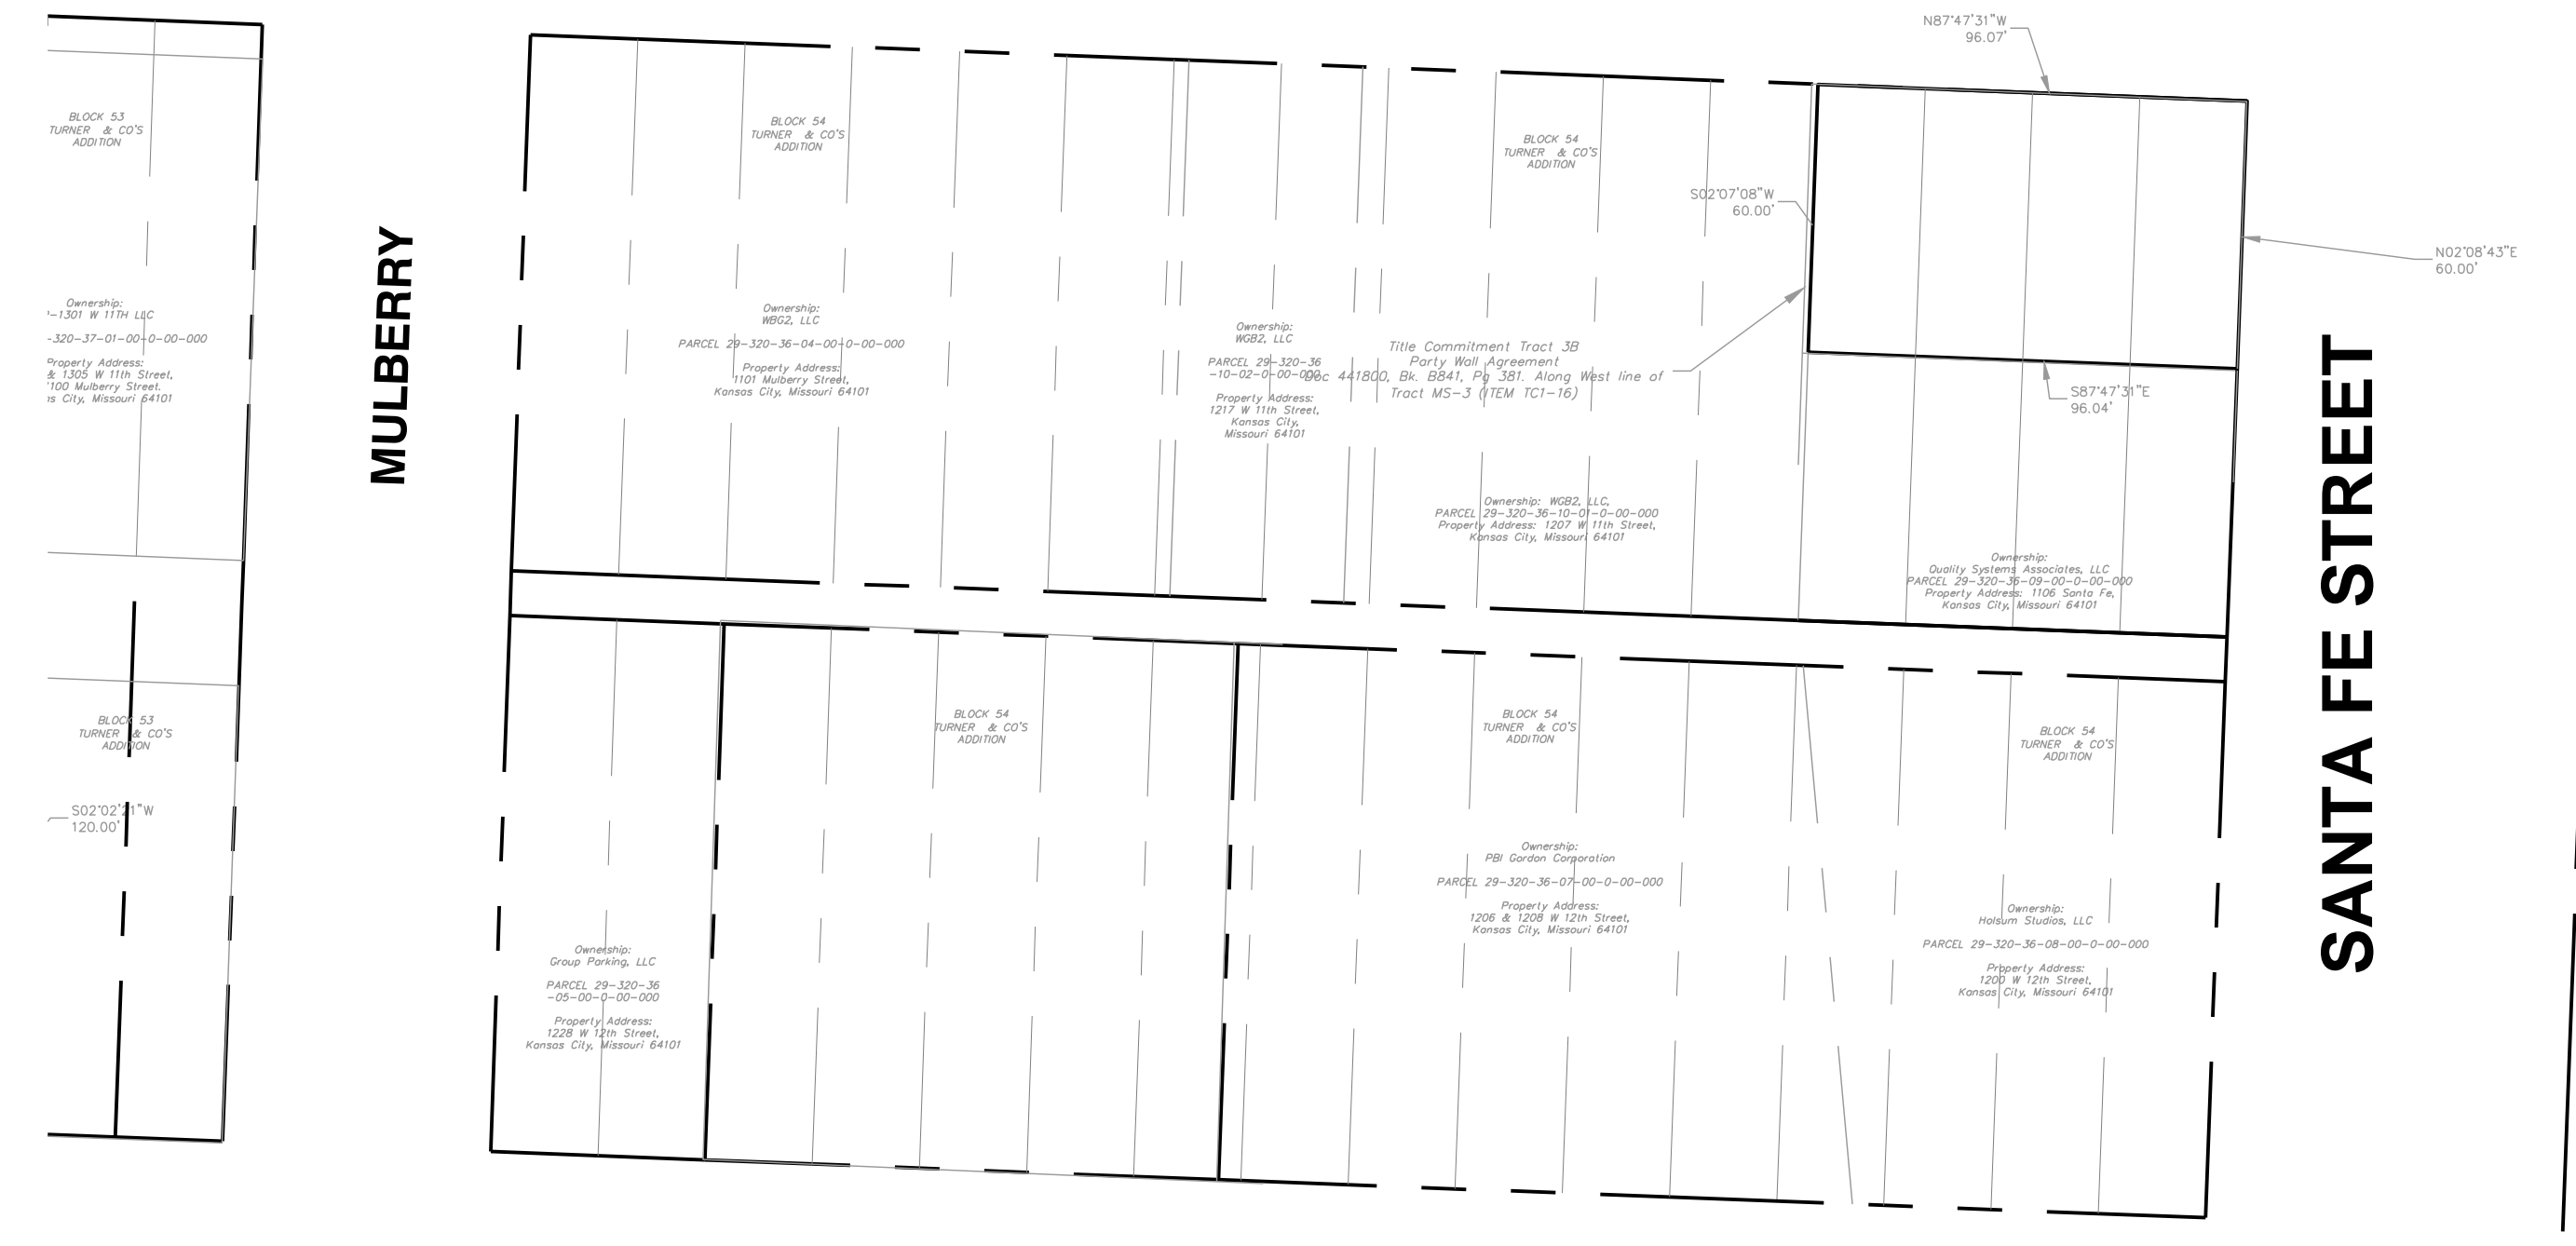 BLOCK 53
TURNER & CO'S
ADDITION
Ownership:
-1301 W 11TH LLC
-320-37-01-00-0-00-000
Property Address:
& 1305 W 11th Street,
100 Mulberry Street.
City, Missouri 64101
BLOCK 53
TURNER & CO'S
ADDITION
S02°02'21"W
120.00'
MULBERRY
BLOCK 54
TURNER & CO'S
ADDITION
Ownership:
WBG2, LLC
PARCEL 29-320-36-04-00-0-00-000
Property Address:
1101 Mulberry Street,
Kansas City, Missouri 64101
Ownership:
WGB2, LLC
PARCEL 29-320-36
-10-02-0-00-000
Property Address:
1217 W 11th Street,
Kansas City,
Missouri 64101
BLOCK 54
TURNER & CO'S
ADDITION
Title Commitment Tract 3B
Party Wall Agreement
Doc 441800, Bk. B841, Pg 381. Along West line of
Tract MS-3 (ITEM TC1-16)
Ownership: WGB2, LLC,
PARCEL 29-320-36-10-01-0-00-000
Property Address: 1207 W 11th Street,
Kansas City, Missouri 64101
N87°47'31"W
96.07'
S02°07'08"W
60.00'
N02°08'43"E
60.00'
S87°47'31"E
96.04'
Ownership:
Quality Systems Associates, LLC
PARCEL 29-320-36-09-00-0-00-000
Property Address: 1106 Santa Fe,
Kansas City, Missouri 64101
SANTA FE STREET
Ownership:
Group Parking, LLC
PARCEL 29-320-36
-05-00-0-00-000
Property Address:
1228 W 12th Street,
Kansas City, Missouri 64101
BLOCK 54
TURNER & CO'S
ADDITION
BLOCK 54
TURNER & CO'S
ADDITION
Ownership:
PBI Gordon Corporation
PARCEL 29-320-36-07-00-0-00-000
Property Address:
1206 & 1208 W 12th Street,
Kansas City, Missouri 64101
BLOCK 54
TURNER & CO'S
ADDITION
Ownership:
Holsum Studios, LLC
PARCEL 29-320-36-08-00-0-00-000
Property Address:
1200 W 12th Street,
Kansas City, Missouri 64101